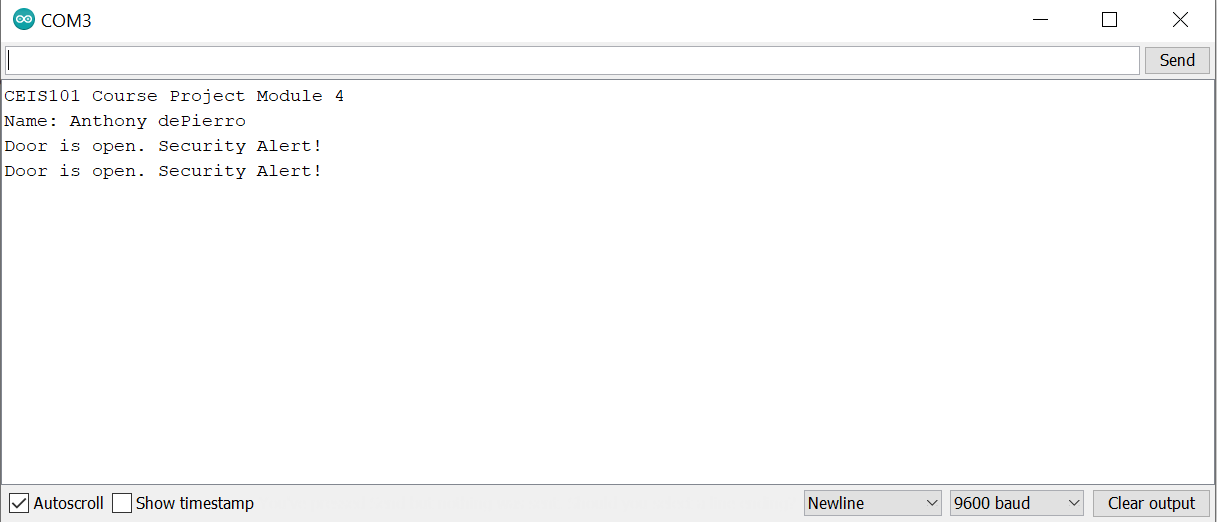 COM3
Send
CEIS101 Course Project Module 4
Name: Anthony dePierro
Door is open. Security Alert!
Door is open. Security Alert!
Autoscroll Show timestamp Newline 9600 baud Clear output